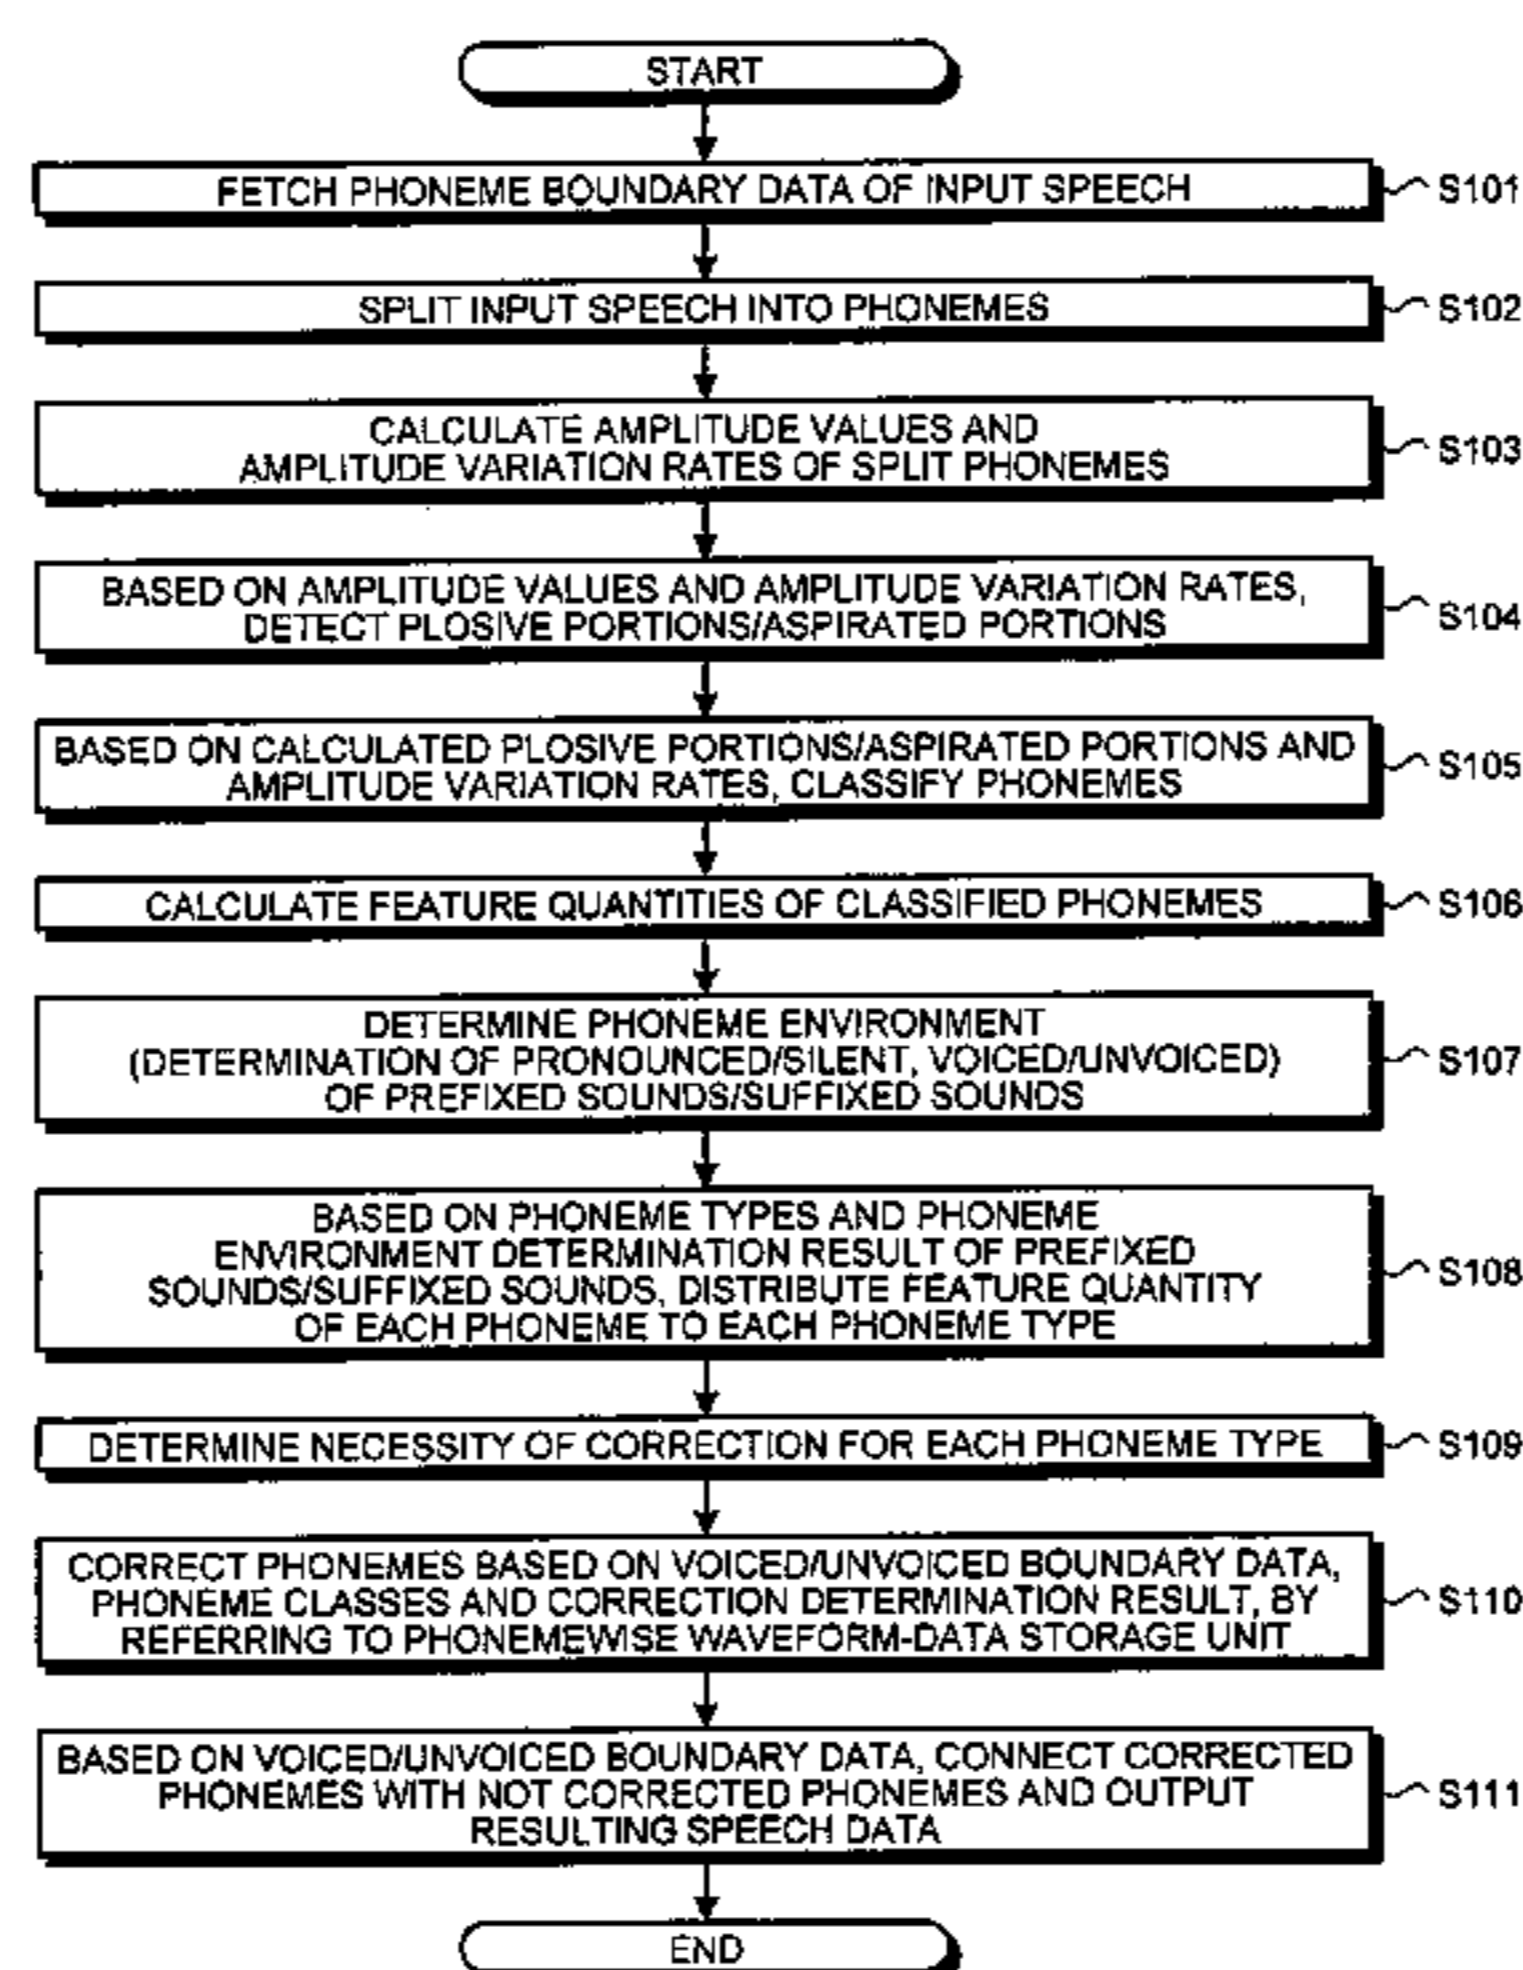 START
FETCH PHONEME BOUNDARY DATA OF INPUT SPEECH
S101
SPLIT INPUT SPEECH INTO PHONEMES
S102
CALCULATE AMPLITUDE VALUES AND
AMPLITUDE VARIATION RATES OF SPLIT PHONEMES
S103
BASED ON AMPLITUDE VALUES AND AMPLITUDE VARIATION RATES,
DETECT PLOSIVE PORTIONS/ASPIRATED PORTIONS
S104
BASED ON CALCULATED PLOSIVE PORTIONS/ASPIRATED PORTIONS AND
AMPLITUDE VARIATION RATES, CLASSIFY PHONEMES
S105
CALCULATE FEATURE QUANTITIES OF CLASSIFIED PHONEMES
S106
DETERMINE PHONEME ENVIRONMENT
(DETERMINATION OF PRONOUNCED/SILENT, VOICED/UNVOICED)
OF PREFIXED SOUNDS/SUFFIXED SOUNDS
S107
BASED ON PHONEME TYPES AND PHONEME
ENVIRONMENT DETERMINATION RESULT OF PREFIXED
SOUNDS/SUFFIXED SOUNDS, DISTRIBUTE FEATURE QUANTITY
OF EACH PHONEME TO EACH PHONEME TYPE
S108
DETERMINE NECESSITY OF CORRECTION FOR EACH PHONEME TYPE
S109
CORRECT PHONEMES BASED ON VOICED/UNVOICED BOUNDARY DATA,
PHONEME CLASSES AND CORRECTION DETERMINATION RESULT, BY
REFERRING TO PHONEMEWISE WAVEFORM-DATA STORAGE UNIT
S110
BASED ON VOICED/UNVOICED BOUNDARY DATA, CONNECT CORRECTED
PHONEMES WITH NOT CORRECTED PHONEMES AND OUTPUT
RESULTING SPEECH DATA
S111
END